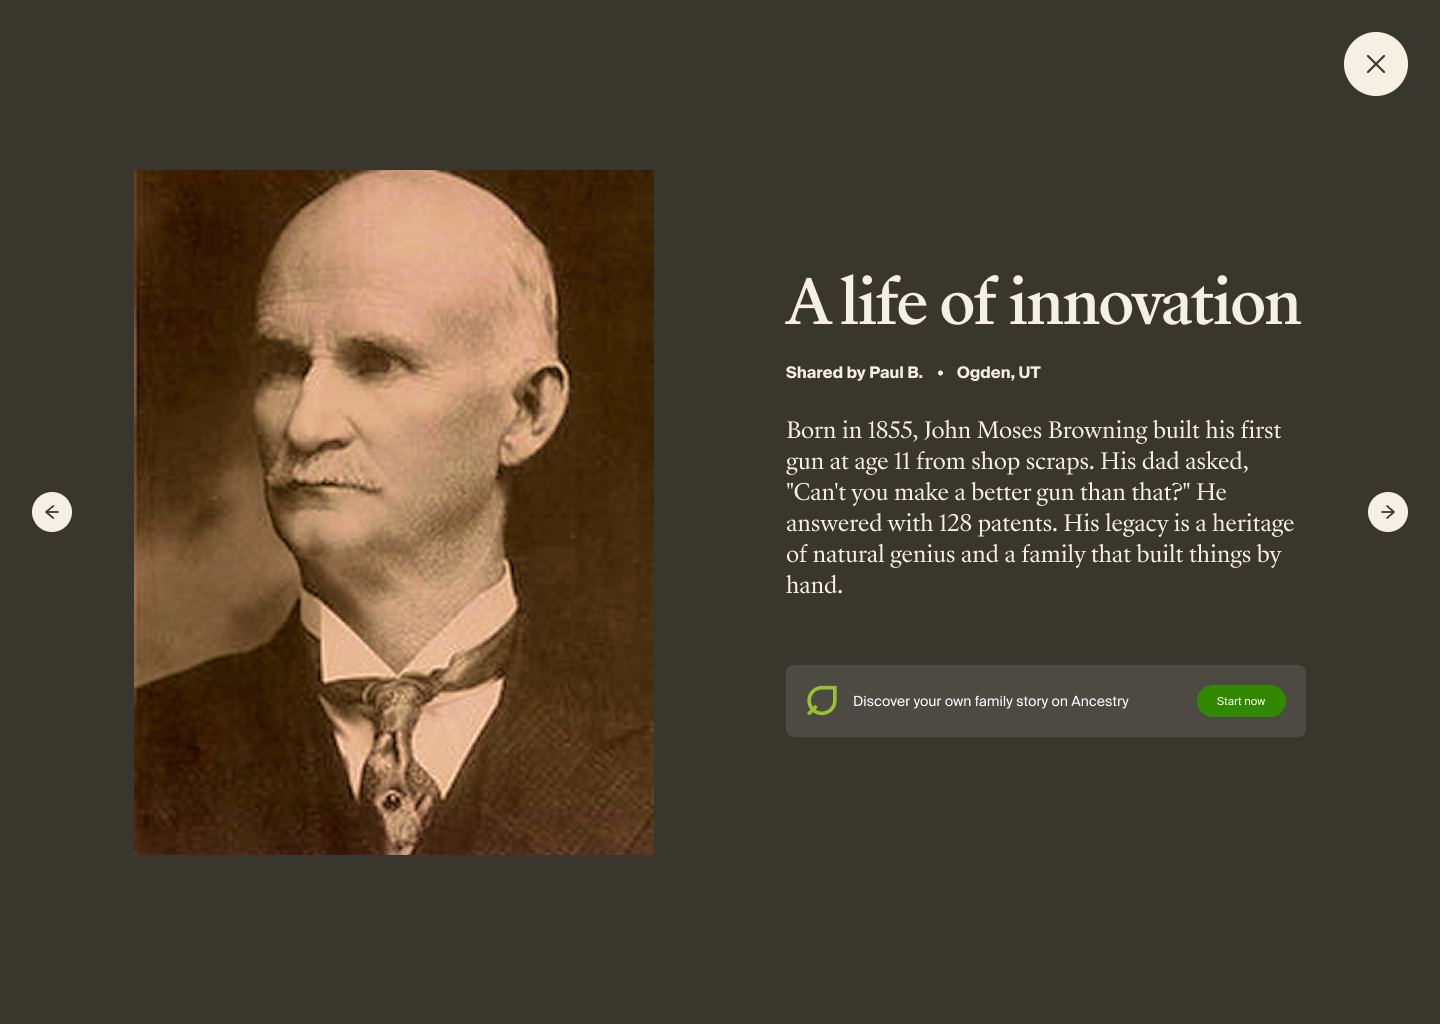 A life of innovation
Shared by Paul B. • Ogden, UT
Born in 1855, John Moses Browning built his first
gun at age 11 from shop scraps. His dad asked,
"Can't you make a better gun than that?" He
answered with 128 patents. His legacy is a heritage
of natural genius and a family that built things by
hand.
Discover your own family story on Ancestry
Start now